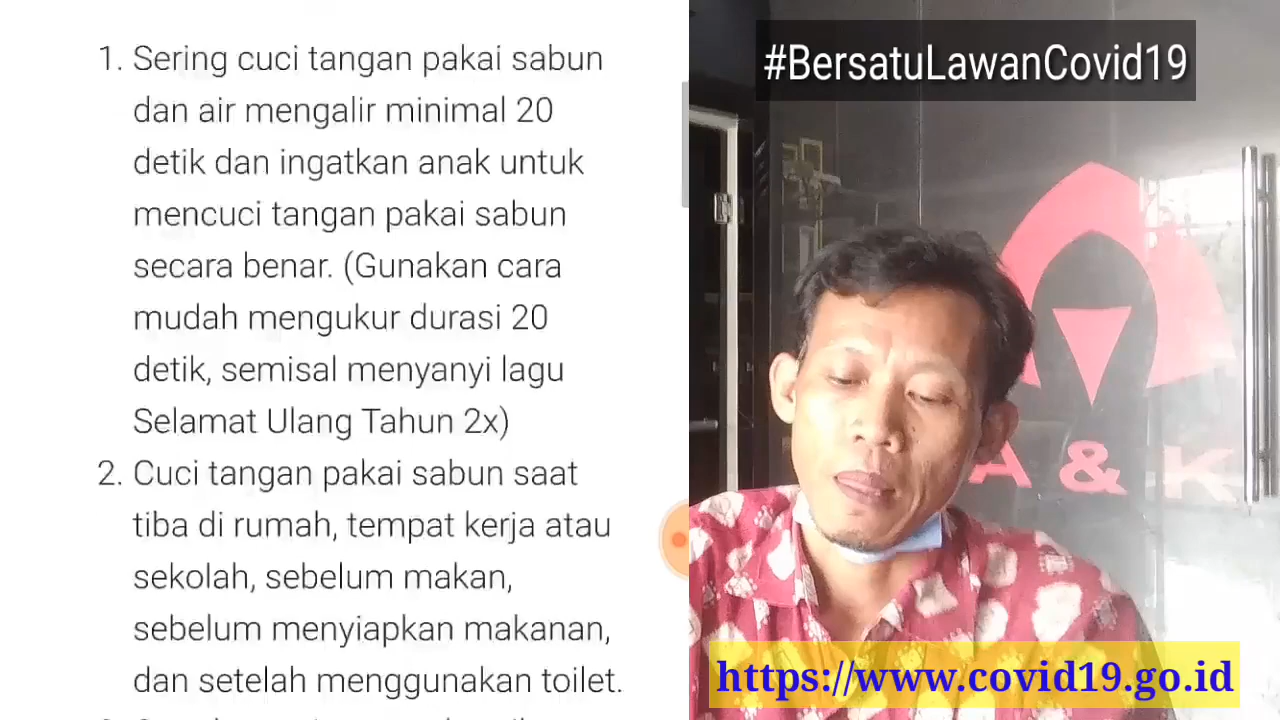 1. Sering cuci tangan pakai sabun
dan air mengalir minimal 20
detik dan ingatkan anak untuk
mencuci tangan pakai sabun
secara benar. (Gunakan cara
mudah mengukur durasi 20
detik, semisal menyanyi lagu
Selamat Ulang Tahun 2x)
2. Cuci tangan pakai sabun saat
tiba di rumah, tempat kerja atau
sekolah, sebelum makan,
sebelum menyiapkan makanan,
dan setelah menggunakan toilet.
#BersatuLawanCovid19
A & K
https://www.covid19.go.id